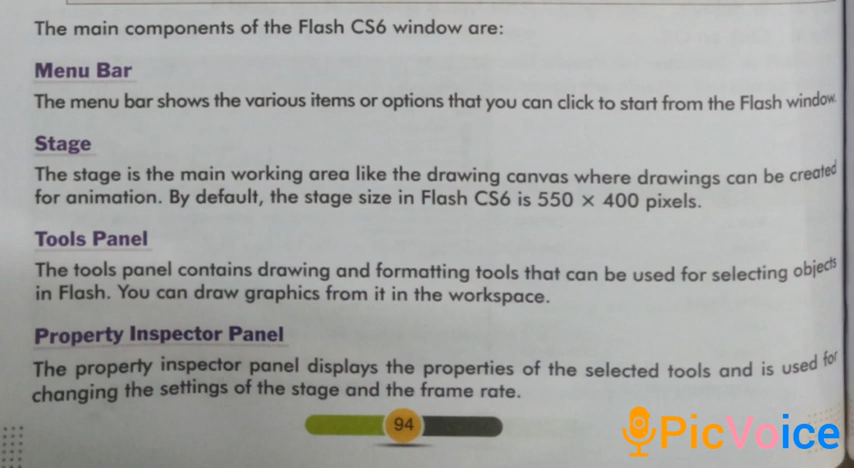 The main components of the Flash CS6 window are:
Menu Bar
The menu bar shows the various items or options that you can click to start from the Flash window.
Stage
The stage is the main working area like the drawing canvas where drawings can be created
for animation. By default, the stage size in Flash CS6 is 550 × 400 pixels.
Tools Panel
The tools panel contains drawing and formatting tools that can be used for selecting objects
in Flash. You can draw graphics from it in the workspace.
Property Inspector Panel
The property inspector panel displays the properties of the selected tools and is used for
changing the settings of the stage and the frame rate.
94
PicVoice